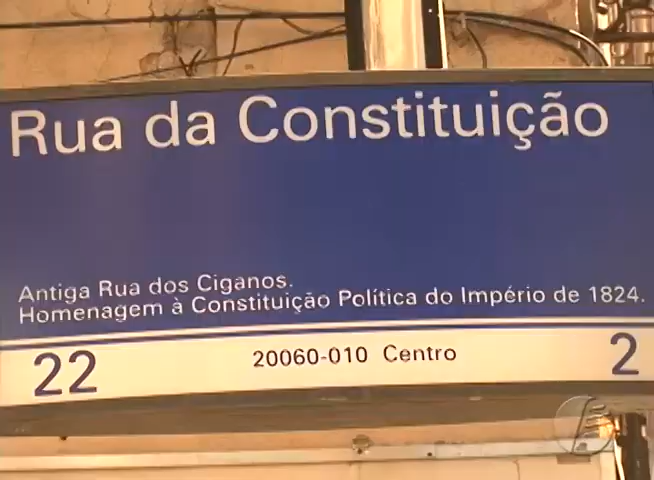 Rua da Constituição
Antiga Rua dos Ciganos.
Homenagem à Constituição Política do Império de 1824.
22 20060-010 Centro 2